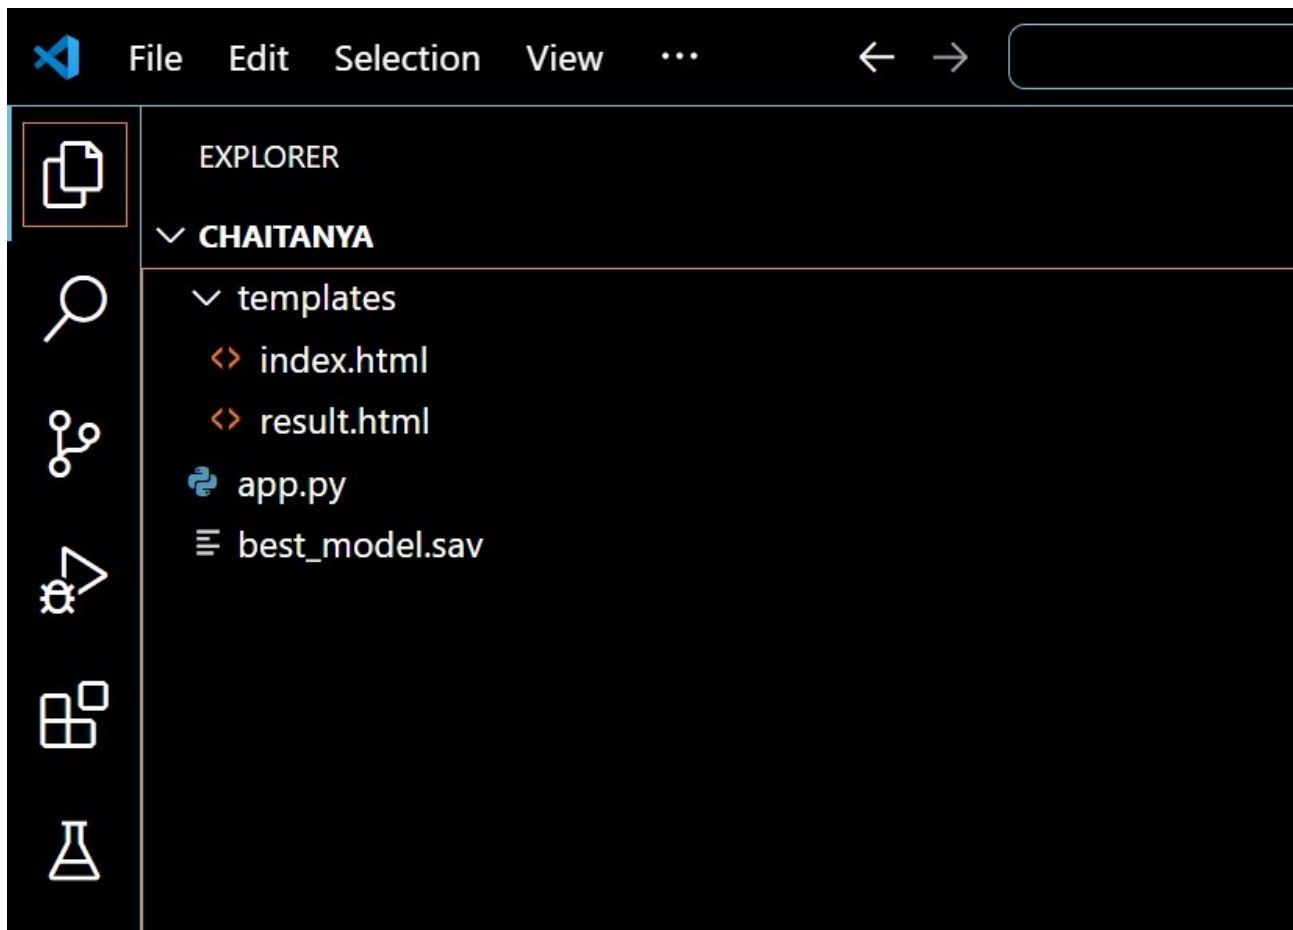 File Edit Selection View ...
EXPLORER
CHAITANYA
templates
index.html
result.html
app.py
best_model.sav